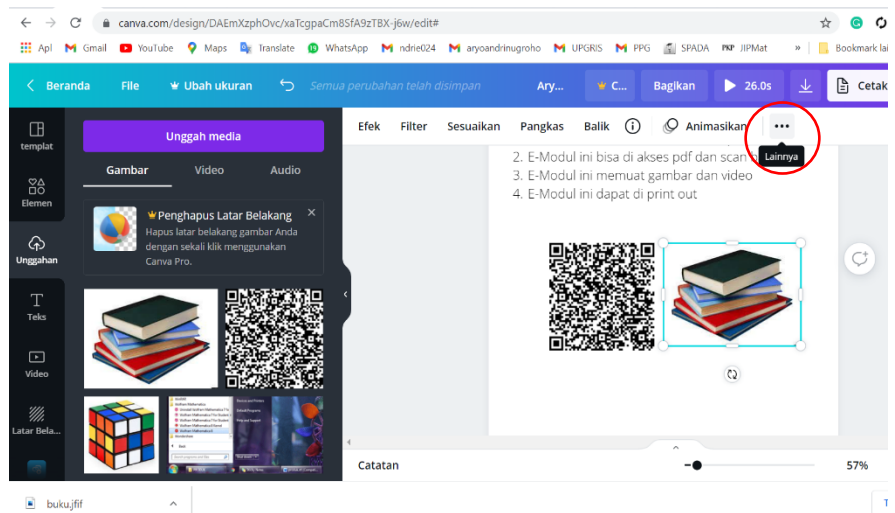 canva.com/design/DAEmXzphOvc/xaTcgpaCm8SfA9zTBX-j6w/edit#
Apl Gmail YouTube Maps Translate WhatsApp ndrie024 aryoandrinugroho UPGRIS PPG SPADA PKP JIPMat » Bookmark lai
Beranda File Ubah ukuran Semua perubahan telah disimpan Ary... C... Bagikan 26.0s Cetak
templat
Elemen
Unggahan
Teks
Video
Latar Bela...
Unggah media
Gambar Video Audio
Penghapus Latar Belakang
Hapus latar belakang gambar Anda
dengan sekali klik menggunakan
Canva Pro.
Efek Filter Sesuaikan Pangkas Balik Animasikan
Lainnya
2. E-Modul ini bisa di akses pdf dan scan
3. E-Modul ini memuat gambar dan video
4. E-Modul ini dapat di print out
Catatan
57%
buku.jfif